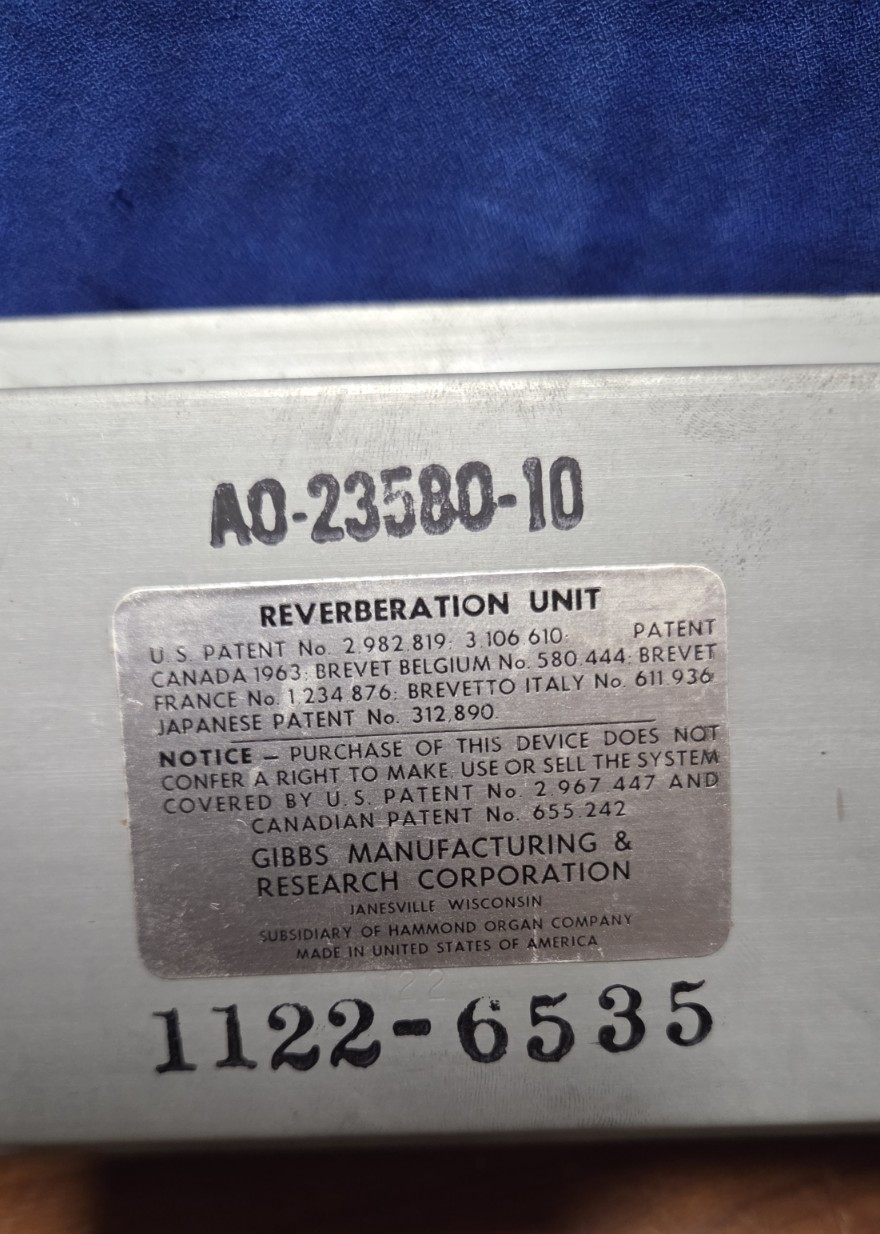 AO-23580-10
REVERBERATION UNIT
U.S. PATENT No. 2.982.819; 3.106.610; PATENT
CANADA 1963; BREVET BELGIUM No. 580.444; BREVET
FRANCE No. 1.234.876; BREVETTO ITALY No. 611.936
JAPANESE PATENT No. 312.890.
NOTICE – PURCHASE OF THIS DEVICE DOES NOT
CONFER A RIGHT TO MAKE, USE OR SELL THE SYSTEM
COVERED BY U.S. PATENT No. 2.967.447 AND
CANADIAN PATENT No. 655.242
GIBBS MANUFACTURING &
RESEARCH CORPORATION
JANESVILLE WISCONSIN
SUBSIDIARY OF HAMMOND ORGAN COMPANY
MADE IN UNITED STATES OF AMERICA
22
1122-6535